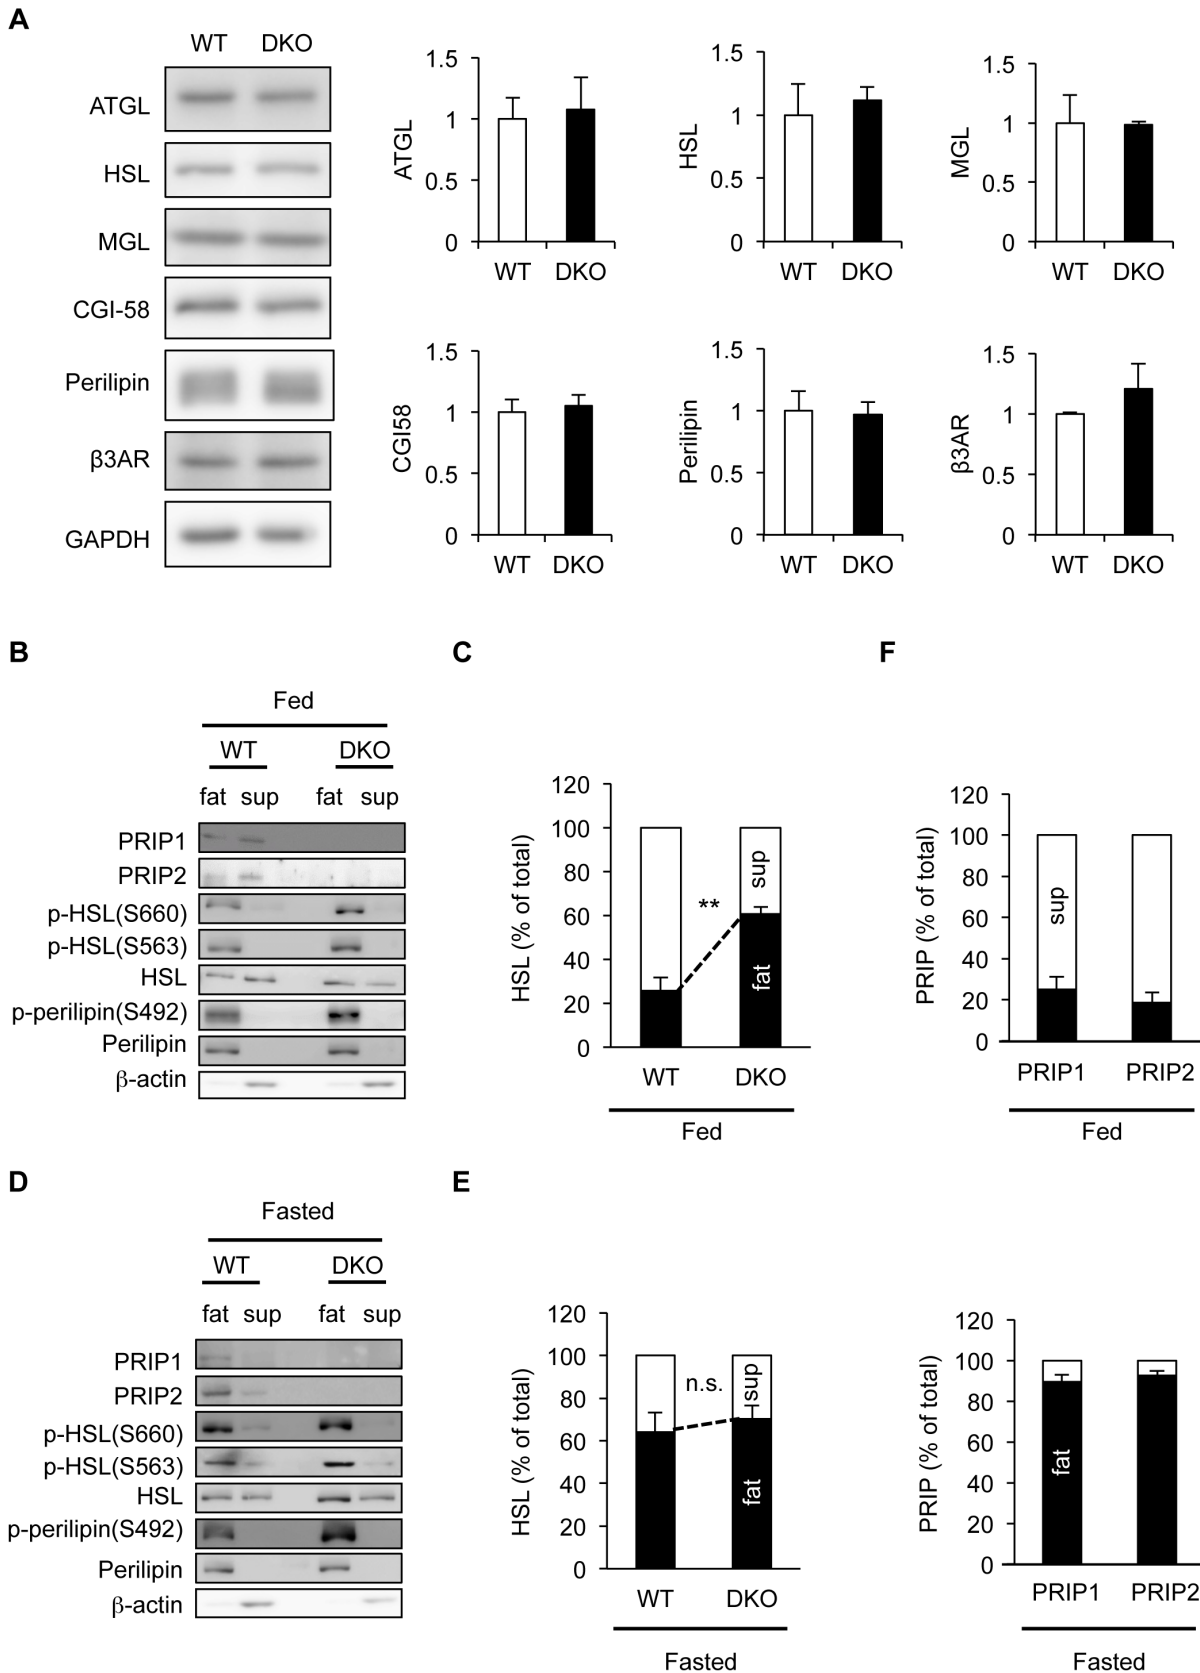 A
WT DKO
ATGL
HSL
MGL
CGI-58
Perilipin
β3AR
GAPDH
ATGL
1.5
1
0.5
0
WT DKO
HSL
1.5
1
0.5
0
WT DKO
MGL
1.5
1
0.5
0
WT DKO
CGI58
1.5
1
0.5
0
WT DKO
Perilipin
1.5
1
0.5
0
WT DKO
β3AR
1.5
1
0.5
0
WT DKO
B
Fed
WT DKO
fat sup fat sup
PRIP1
PRIP2
p-HSL(S660)
p-HSL(S563)
HSL
p-perilipin(S492)
Perilipin
β-actin
C
HSL (% of total)
120
100
80
60
40
20
0
**
sup
fat
WT DKO
Fed
F
PRIP (% of total)
120
100
80
60
40
20
0
sup
PRIP1 PRIP2
Fed
D
Fasted
WT DKO
fat sup fat sup
PRIP1
PRIP2
p-HSL(S660)
p-HSL(S563)
HSL
p-perilipin(S492)
Perilipin
β-actin
E
HSL (% of total)
120
100
80
60
40
20
0
n.s.
sup
fat
WT DKO
Fasted
PRIP (% of total)
120
100
80
60
40
20
0
fat
PRIP1 PRIP2
Fasted